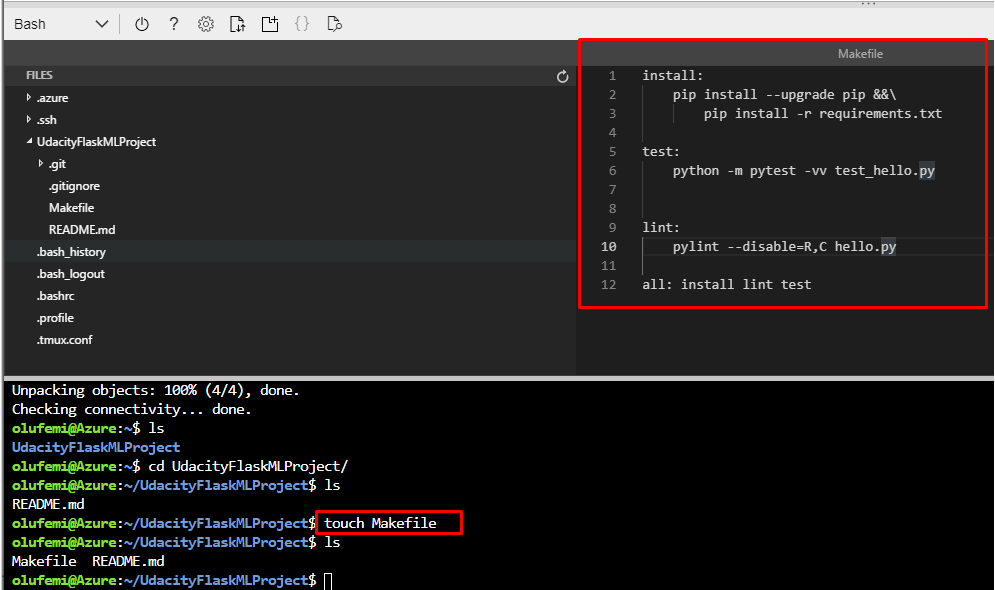 Bash
FILES
.azure
.ssh
UdacityFlaskMLProject
.git
.gitignore
Makefile
README.md
.bash_history
.bash_logout
.bashrc
.profile
.tmux.conf
Makefile
1 install:
2 pip install --upgrade pip &&\
3 pip install -r requirements.txt
4
5 test:
6 python -m pytest -vv test_hello.py
7
8
9 lint:
10 pylint --disable=R,C hello.py
11
12 all: install lint test
Unpacking objects: 100% (4/4), done.
Checking connectivity... done.
olufemi@Azure:~$ ls
UdacityFlaskMLProject
olufemi@Azure:~$ cd UdacityFlaskMLProject/
olufemi@Azure:~/UdacityFlaskMLProject$ ls
README.md
olufemi@Azure:~/UdacityFlaskMLProject$ touch Makefile
olufemi@Azure:~/UdacityFlaskMLProject$ ls
Makefile  README.md
olufemi@Azure:~/UdacityFlaskMLProject$